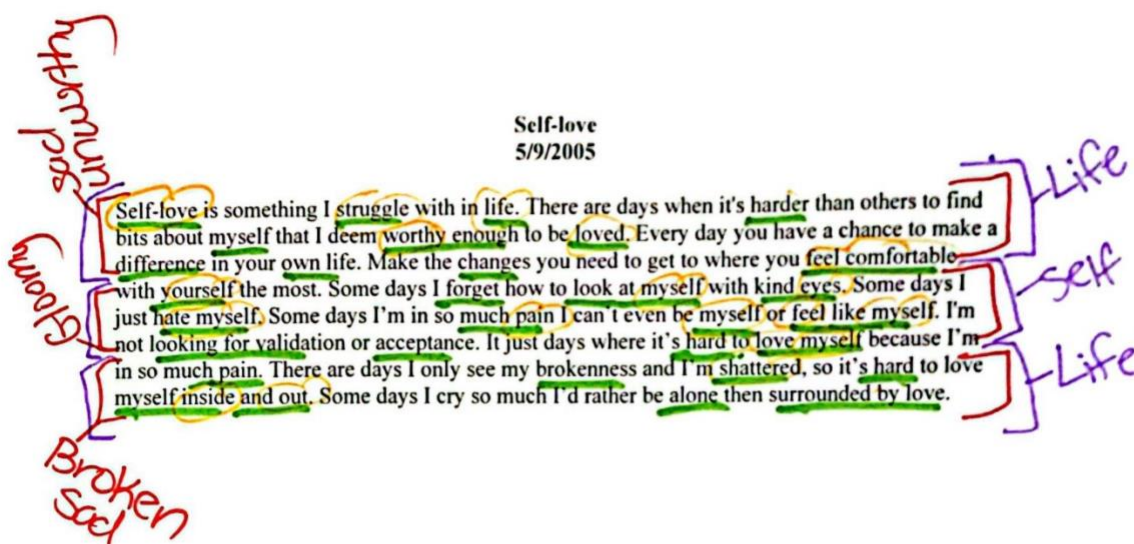 Self-love
5/9/2005
unworthy
sad
Self-love is something I struggle with in life. There are days when it's harder than others to find
bits about myself that I deem worthy enough to be loved. Every day you have a chance to make a
difference in your own life. Make the changes you need to get to where you feel comfortable
Life
Gloomy
with yourself the most. Some days I forget how to look at myself with kind eyes. Some days I
just hate myself. Some days I'm in so much pain I can't even be myself or feel like myself. I'm
not looking for validation or acceptance. It just days where it's hard to love myself because I'm
Self
in so much pain. There are days I only see my brokenness and I'm shattered, so it's hard to love
myself inside and out. Some days I cry so much I'd rather be alone then surrounded by love.
Life
Broken
Sad